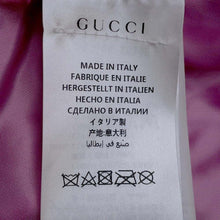 GUCCI
MADE IN ITALY
FABRIQUE EN ITALIE
HERGESTELLT IN ITALIEN
HECHO EN ITALIA
СДЕЛАНО В ИТАЛИИ
イタリア製
产地:意大利
صنع في إيطاليا